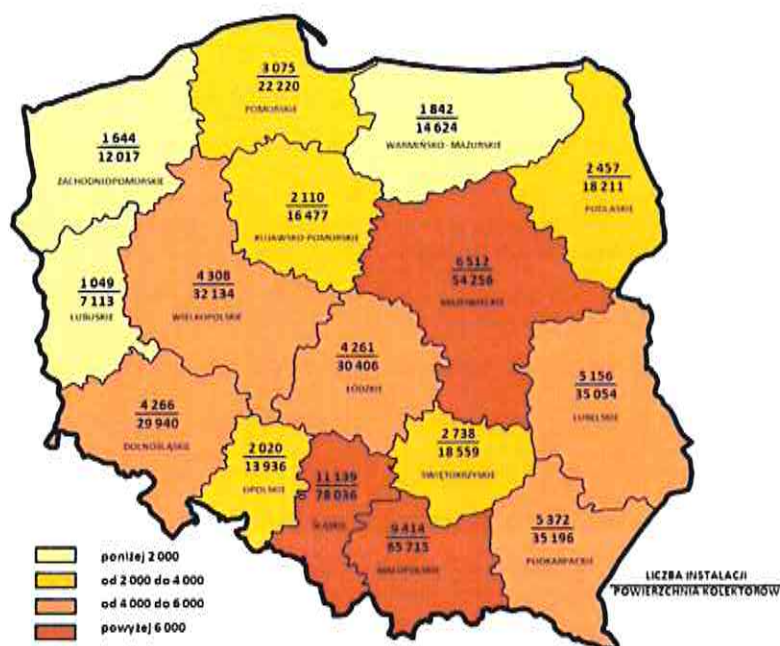 3 075
22 220
POMORSKIE
1 842
14 624
WARMIŃSKO - MAZURSKIE
1 644
12 017
ZACHODNIOPOMORSKIE
2 457
18 211
PODLASKIE
2 110
16 477
KUJAWSKO-POMORSKIE
6 512
54 256
MAZOWIECKIE
1 049
7 113
LUBUSKIE
4 308
32 134
WIELKOPOLSKIE
4 261
30 406
ŁÓDZKIE
5 156
35 054
LUBELSKIE
4 266
29 940
DOLNOŚLĄSKIE
2 020
13 936
OPOLSKIE
2 738
18 559
ŚWIĘTOKRZYSKIE
11 139
78 036
ŚLĄSKIE
9 414
65 715
MAŁOPOLSKIE
5 372
35 196
PODKARPACKIE
poniżej 2 000
od 2 000 do 4 000
od 4 000 do 6 000
powyżej 6 000
LICZBA INSTALACJI
POWIERZCHNIA KOLEKTORÓW